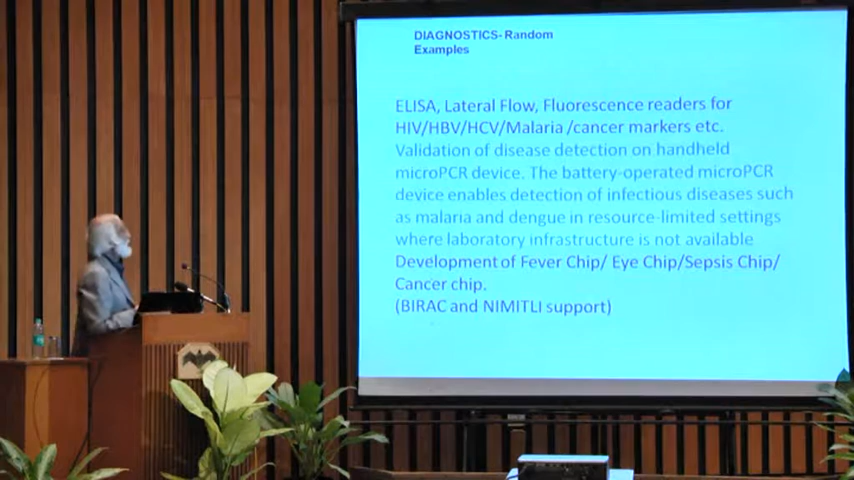 DIAGNOSTICS- Random
Examples
ELISA, Lateral Flow, Fluorescence readers for
HIV/HBV/HCV/Malaria /cancer markers etc.
Validation of disease detection on handheld
microPCR device. The battery-operated microPCR
device enables detection of infectious diseases such
as malaria and dengue in resource-limited settings
where laboratory infrastructure is not available
Development of Fever Chip/ Eye Chip/Sepsis Chip/
Cancer chip.
(BIRAC and NIMITLI support)